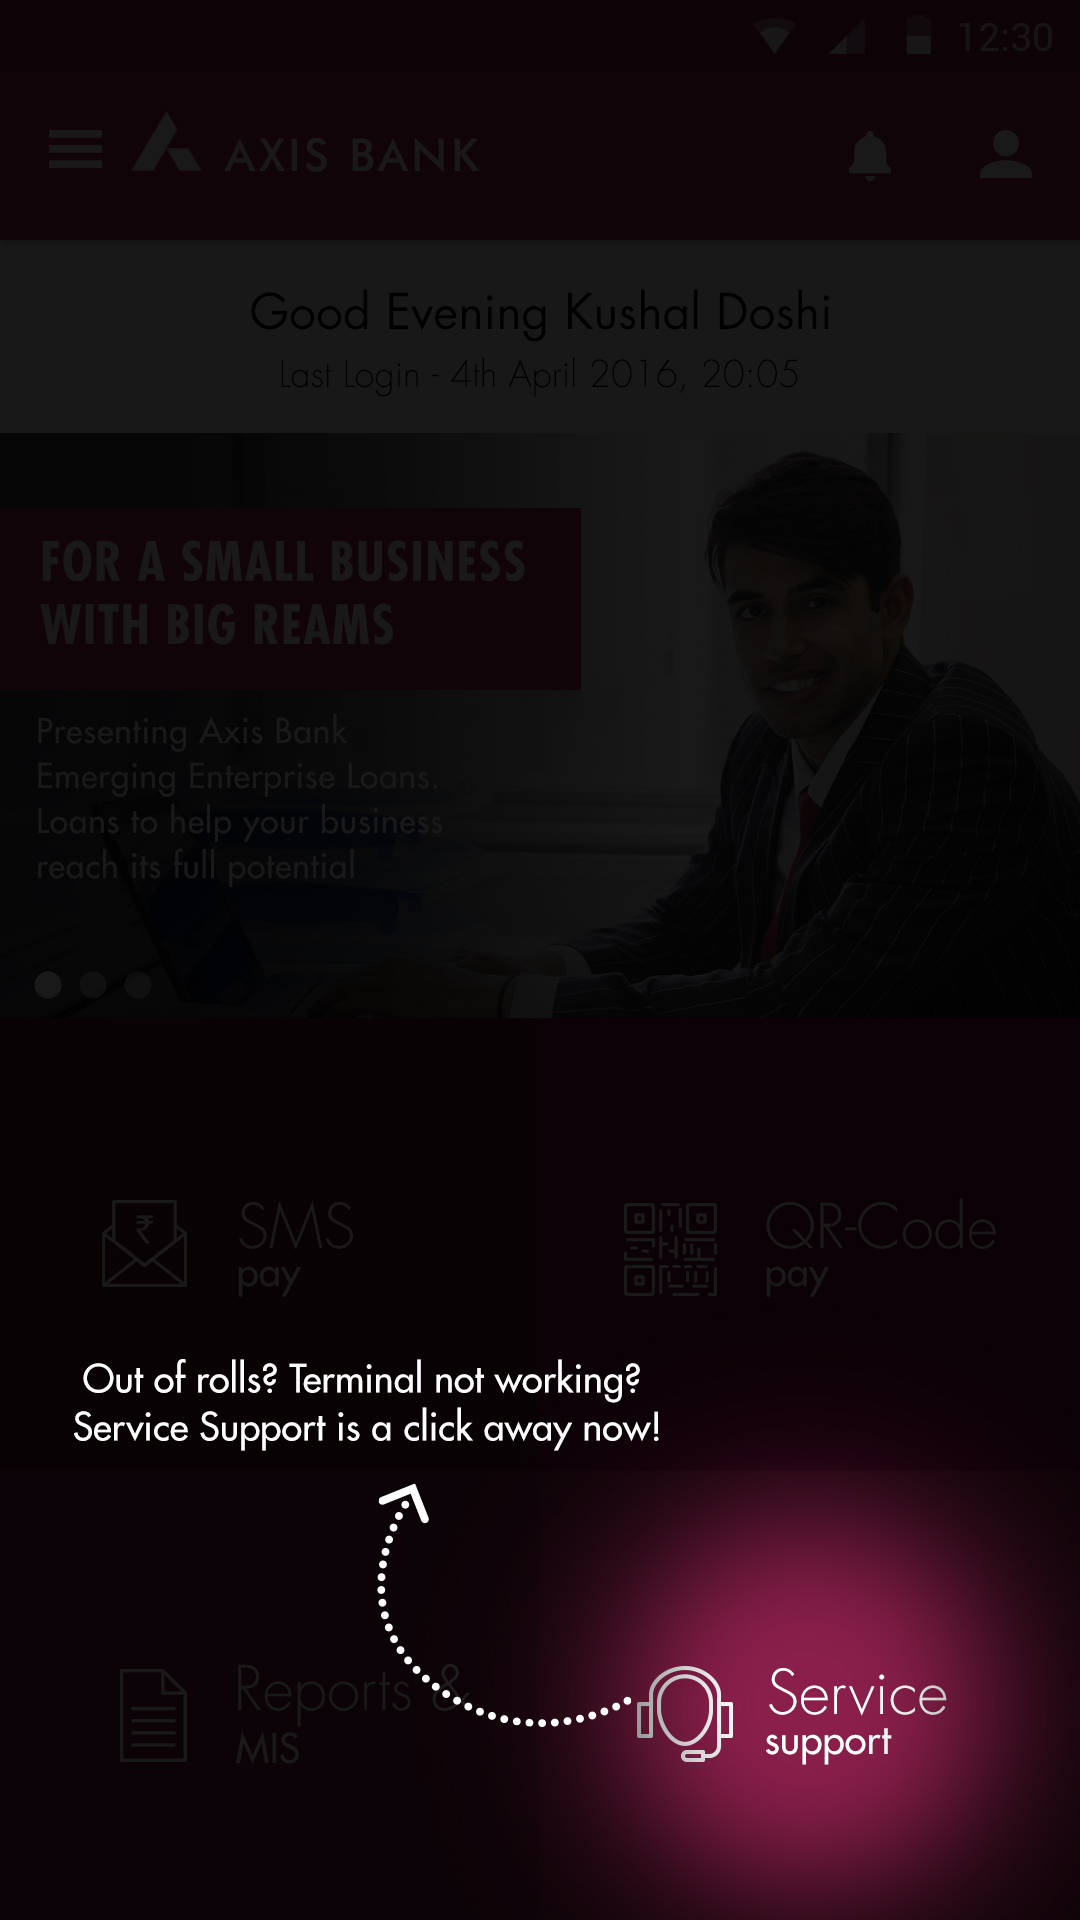 12:30
AXIS BANK
Good Evening Kushal Doshi
Last Login - 4th April 2016, 20:05
FOR A SMALL BUSINESS
WITH BIG REAMS
Presenting Axis Bank
Emerging Enterprise Loans.
Loans to help your business
reach its full potential
SMS
pay
QR-Code
pay
Out of rolls? Terminal not working?
Service Support is a click away now!
Reports &
MIS
Service
support